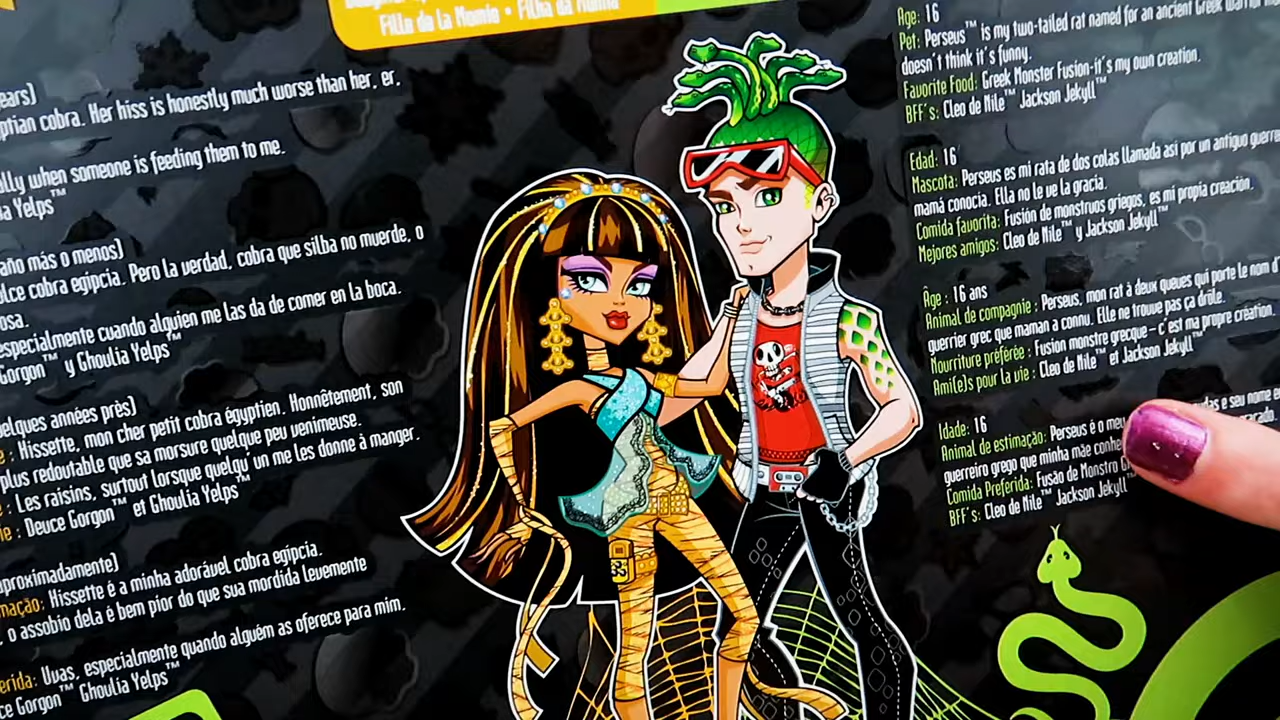 Filla de la Momio • Filha da Múmia
ears)
ptian cobra. Her hiss is honestly much worse than her, er,
ally when someone is feeding them to me.
ia Yelps™
año más o menos)
olce cobra egipcia. Pero la verdad, cobra que silba no muerde, o
osa.
especialmente cuando alguien me las da de comer en la boca.
Gorgon™ y Ghoulia Yelps™
uelques années près)
e : Hissette, mon cher petit cobra égyptien. Honnêtement, son
plus redoutable que sa morsure quelque peu venimeuse.
: Les raisins, surtout lorsque quelqu'un me les donne à manger.
ie : Deuce Gorgon™ et Ghoulia Yelps™
aproximadamente)
mação: Hissette é a minha adorável cobra egípcia.
, o assobio dela é bem pior do que sua mordida levemente
erida: Uvas, especialmente quando alguém as oferece para mim.
ce Gorgon™ Ghoulia Yelps™
Age: 16
Pet: Perseus™ is my two-tailed rat named for an ancient Greek warrior
doesn't think it's funny.
Favorite Food: Greek Monster Fusion-it's my own creation.
BFF's: Cleo de Nile™ Jackson Jekyll™
Edad: 16
Mascota: Perseus es mi rata de dos colas llamada así por un antiguo guerre
mamá conocía. Ella no le ve la gracia.
Comida favorita: Fusión de monstruos griegos, es mi propia creación.
Mejores amigos: Cleo de Nile™ y Jackson Jekyll™
Âge : 16 ans
Animal de compagnie : Perseus, mon rat à deux queues qui porte le nom d'
guerrier grec que maman a connu. Elle ne trouve pas ça drôle.
Nourriture préférée : Fusion monstre grecque – c'est ma propre création.
Ami(e)s pour la vie : Cleo de Nile™ et Jackson Jekyll™
Idade: 16
Animal de estimação: Perseus é o meu das e seu nome é
guerreiro grego que minha mãe conhe
Comida Preferida: Fusão de Monstro
BFF's: Cleo de Nile™ Jackson Jekyll™